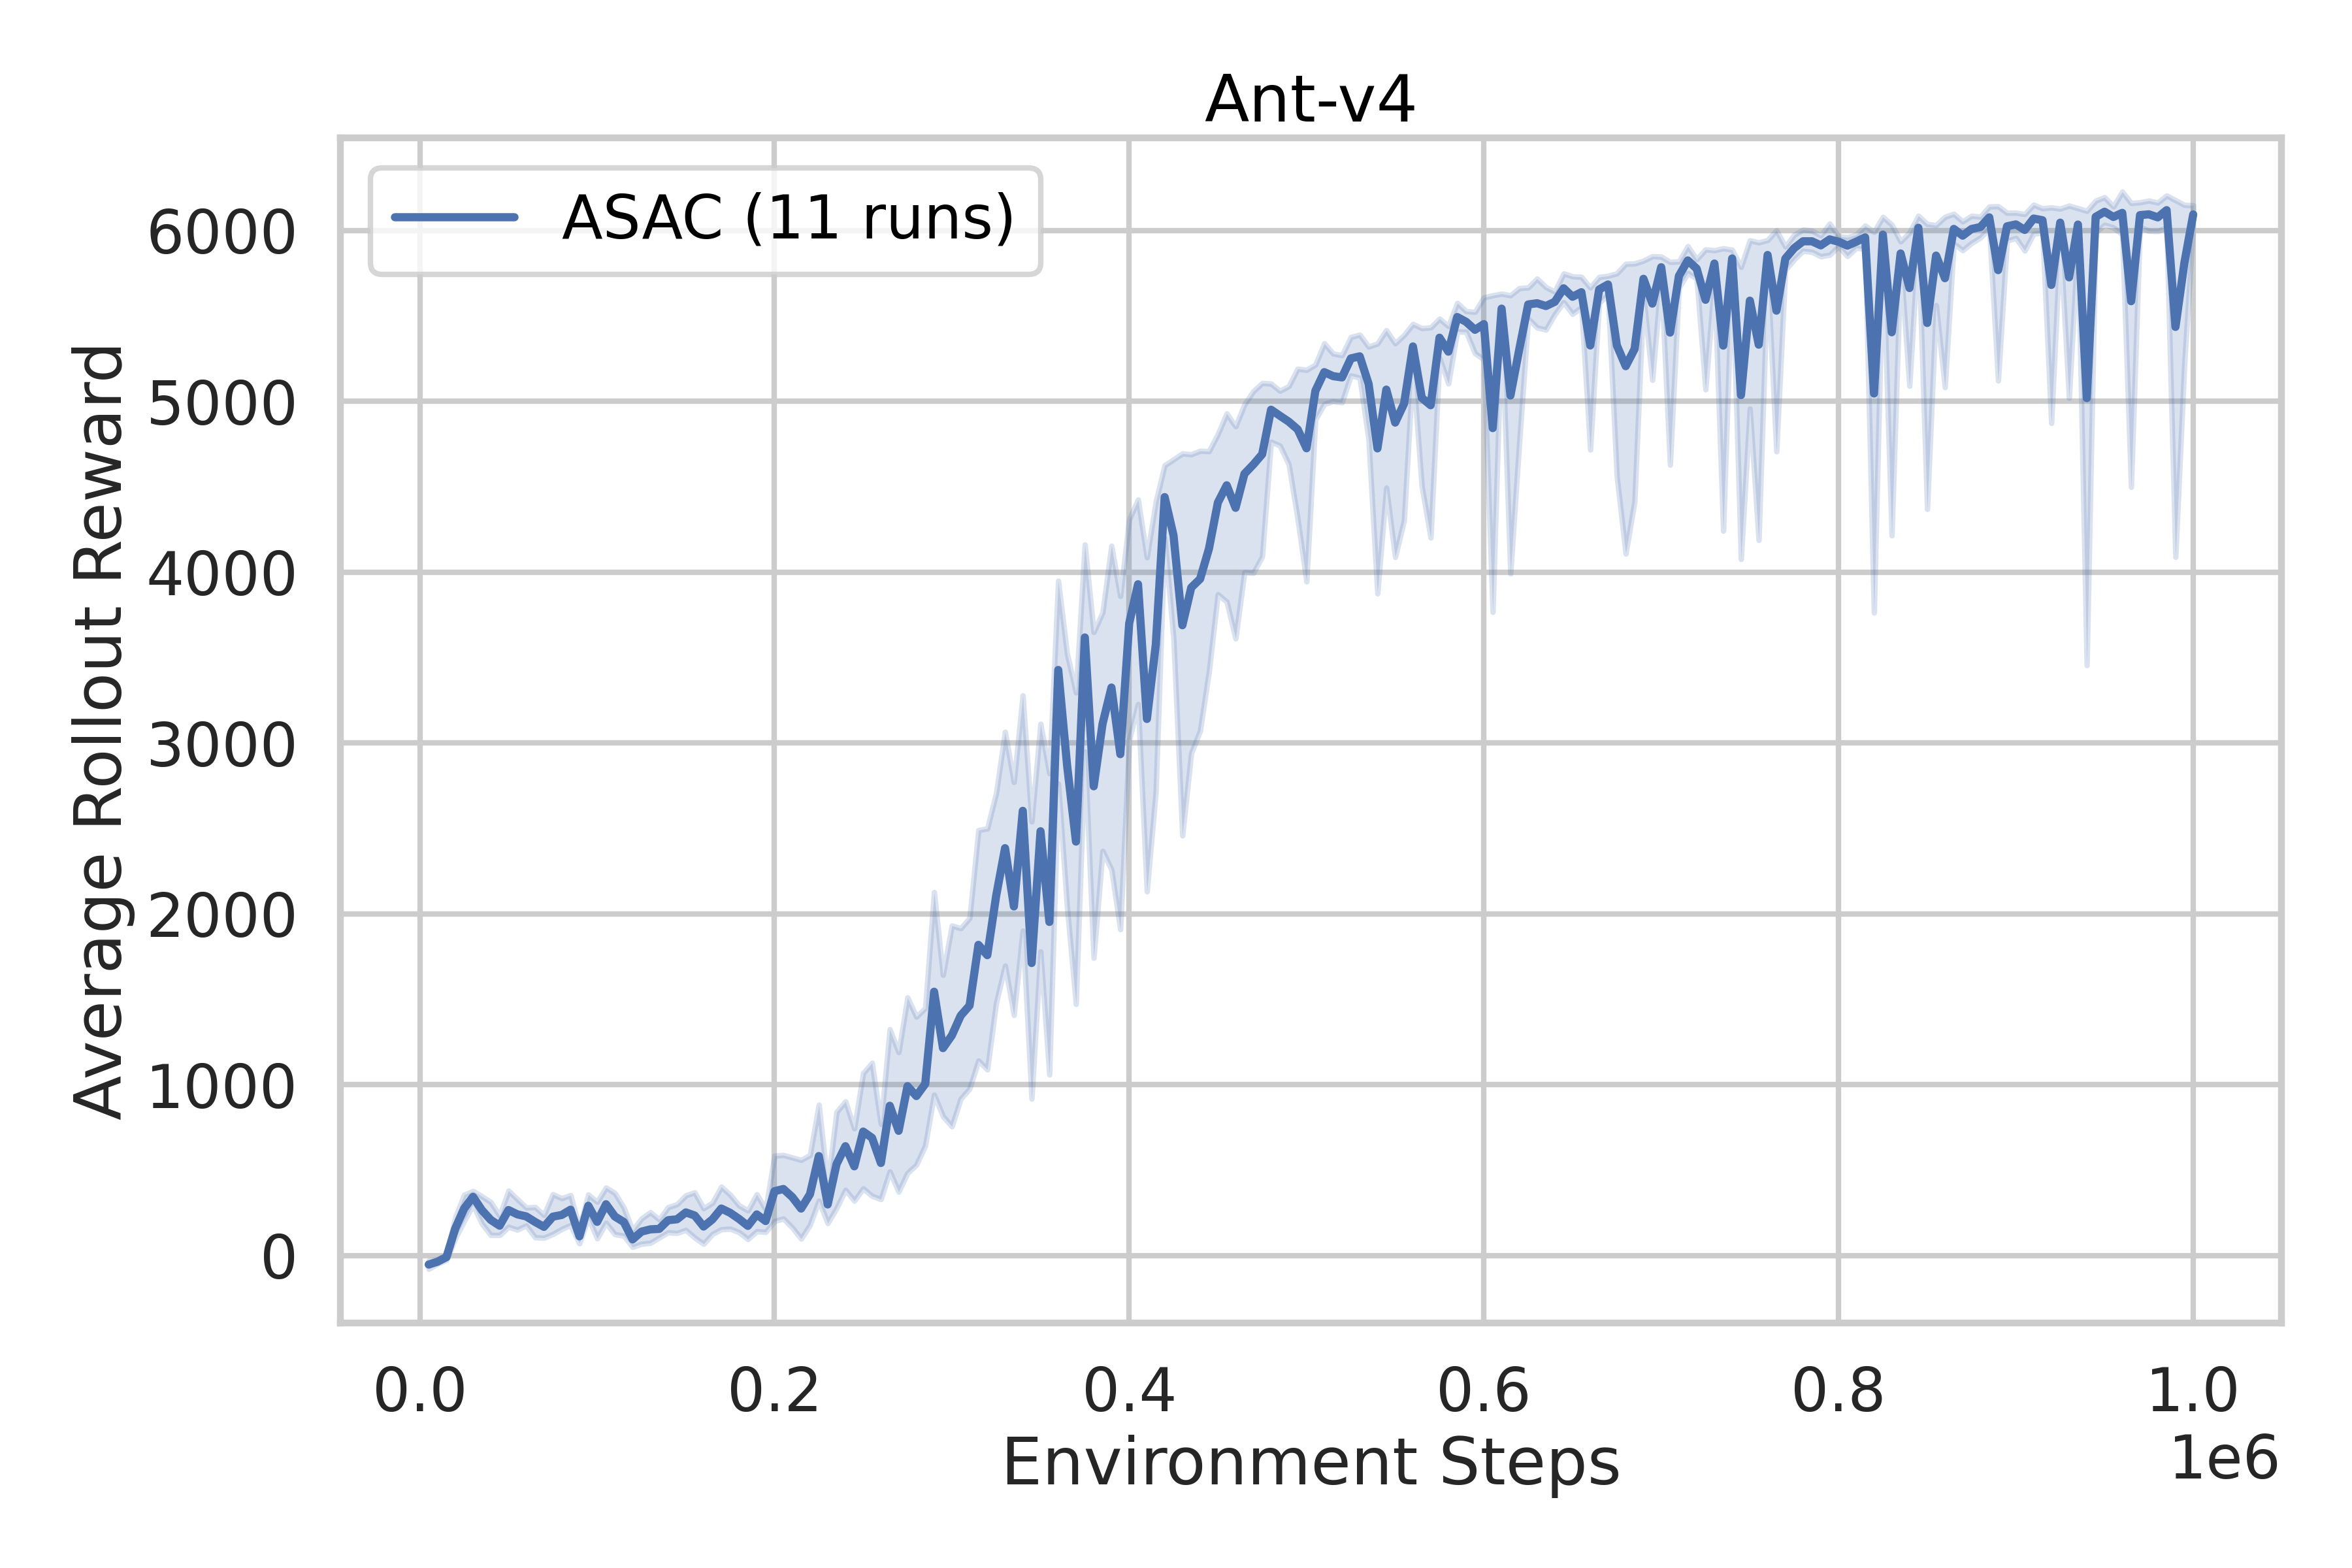 Ant-v4
ASAC (11 runs)
Average Rollout Reward
6000
5000
4000
3000
2000
1000
0
0.0 0.2 0.4 0.6 0.8 1.0
Environment Steps
1e6